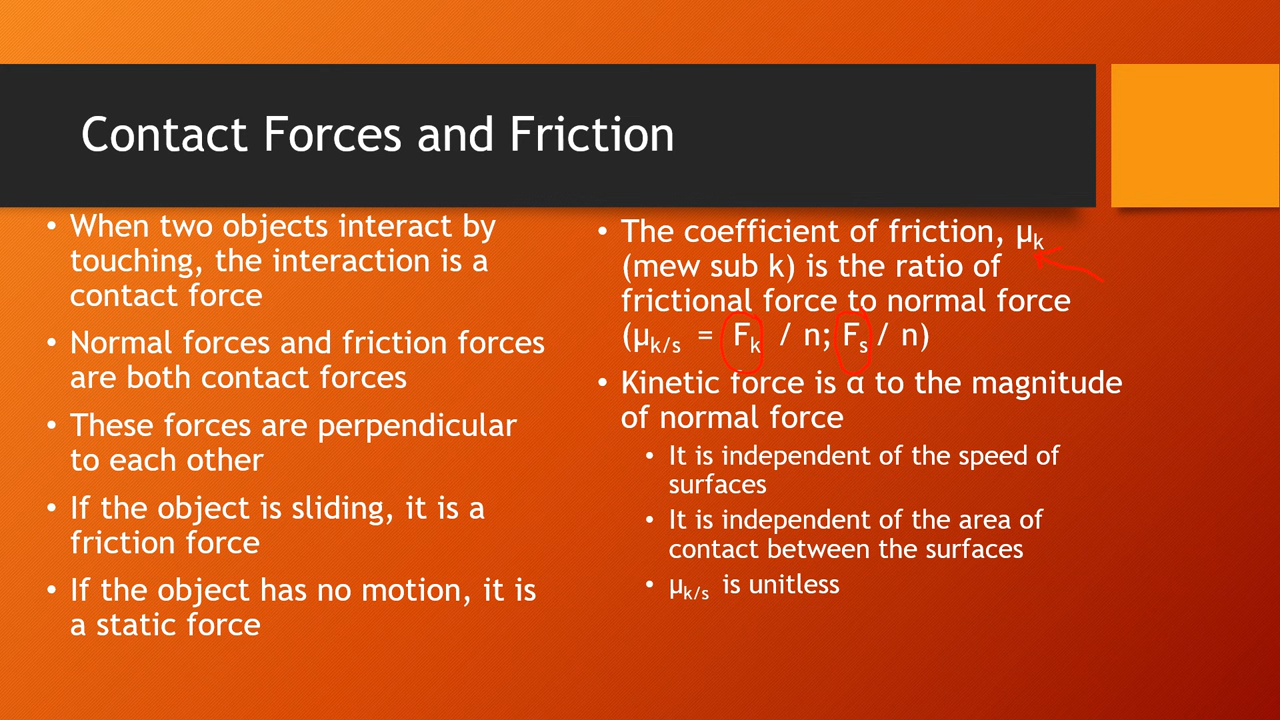 Contact Forces and Friction
• When two objects interact by
touching, the interaction is a
contact force
• Normal forces and friction forces
are both contact forces
• These forces are perpendicular
to each other
• If the object is sliding, it is a
friction force
• If the object has no motion, it is
a static force
• The coefficient of friction, μk
(mew sub k) is the ratio of
frictional force to normal force
(μk/s = Fk / n; Fs / n)
• Kinetic force is α to the magnitude
of normal force
• It is independent of the speed of
surfaces
• It is independent of the area of
contact between the surfaces
• μk/s is unitless